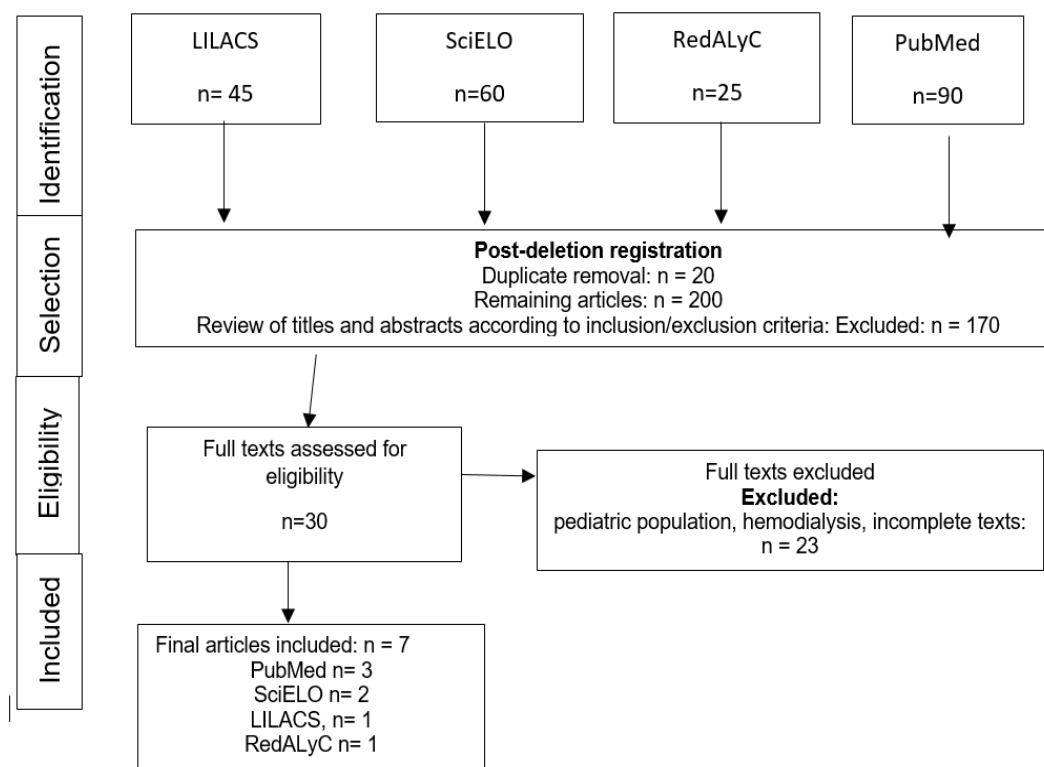 Identification
LILACS
n= 45
SciELO
n=60
RedALyC
n=25
PubMed
n=90
Selection
Post-deletion registration
Duplicate removal: n = 20
Remaining articles: n = 200
Review of titles and abstracts according to inclusion/exclusion criteria: Excluded: n = 170
Eligibility
Full texts assessed for
eligibility
n=30
Full texts excluded
Excluded:
pediatric population, hemodialysis, incomplete texts:
n = 23
Included
Final articles included: n = 7
PubMed n= 3
SciELO n= 2
LILACS, n= 1
RedALyC n= 1